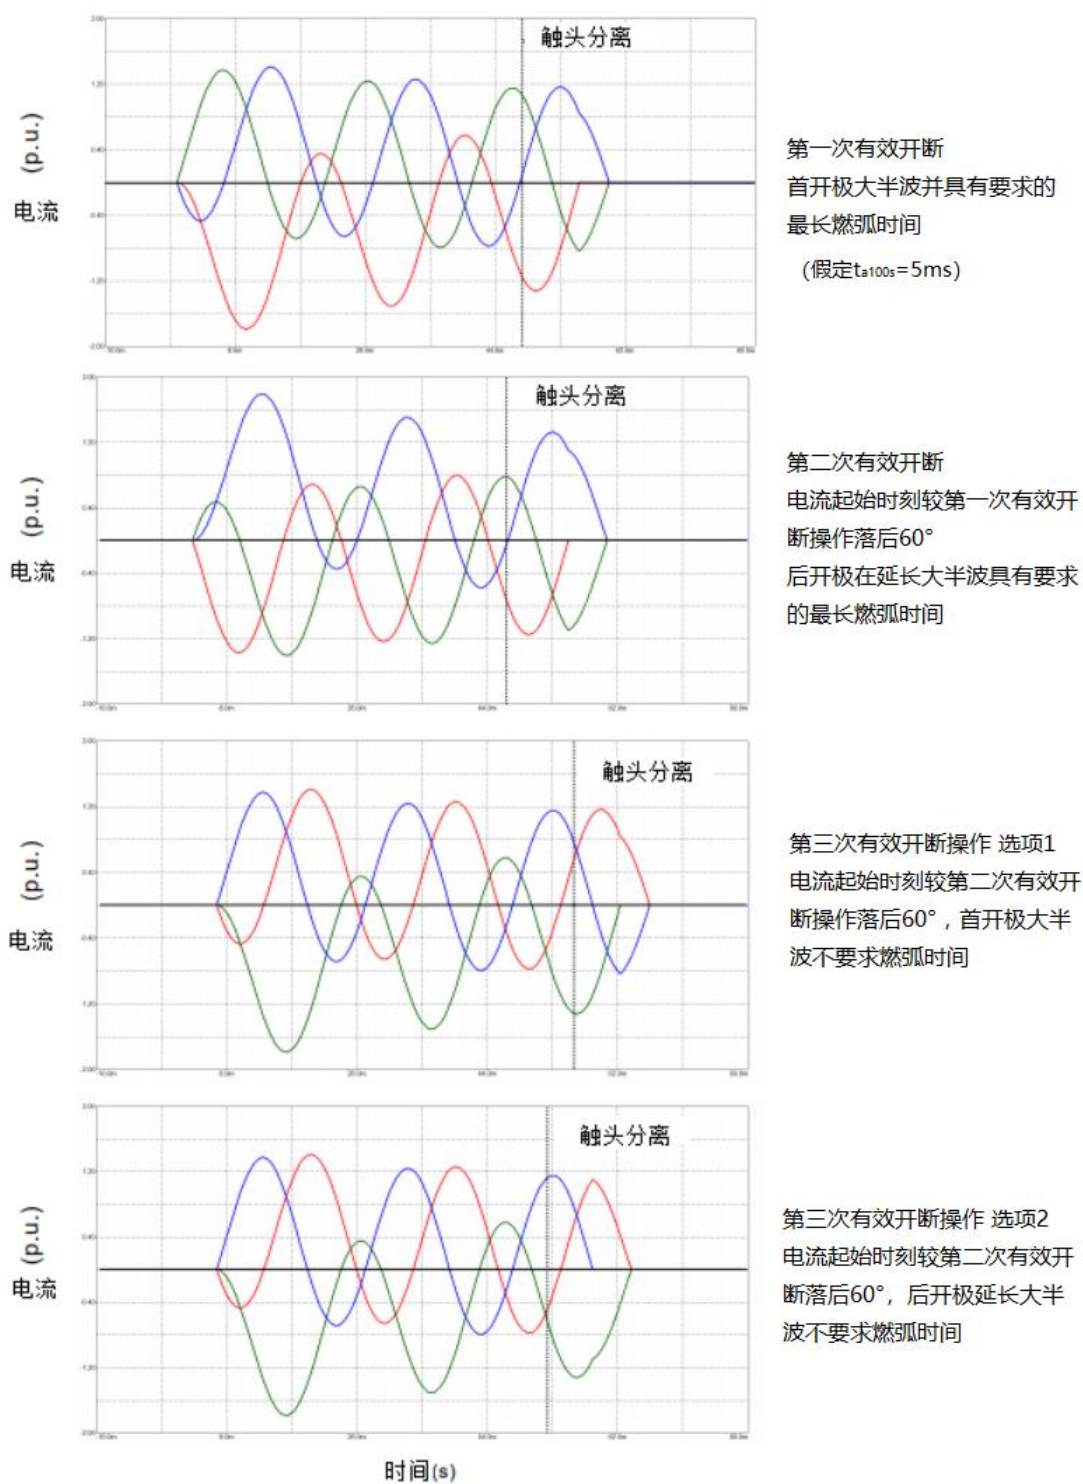 触头分离
(p.u.)
电流
第一次有效开断
首开极大半波并具有要求的
最长燃弧时间
(假定ta100s=5ms)
触头分离
(p.u.)
电流
第二次有效开断
电流起始时刻较第一次有效开
断操作落后60°
后开极在延长大半波具有要求
的最长燃弧时间
触头分离
(p.u.)
电流
第三次有效开断操作 选项1
电流起始时刻较第二次有效开
断操作落后60°，首开极大半
波不要求燃弧时间
触头分离
(p.u.)
电流
第三次有效开断操作 选项2
电流起始时刻较第二次有效开
断落后60°，后开极延长大半
波不要求燃弧时间
时间(s)